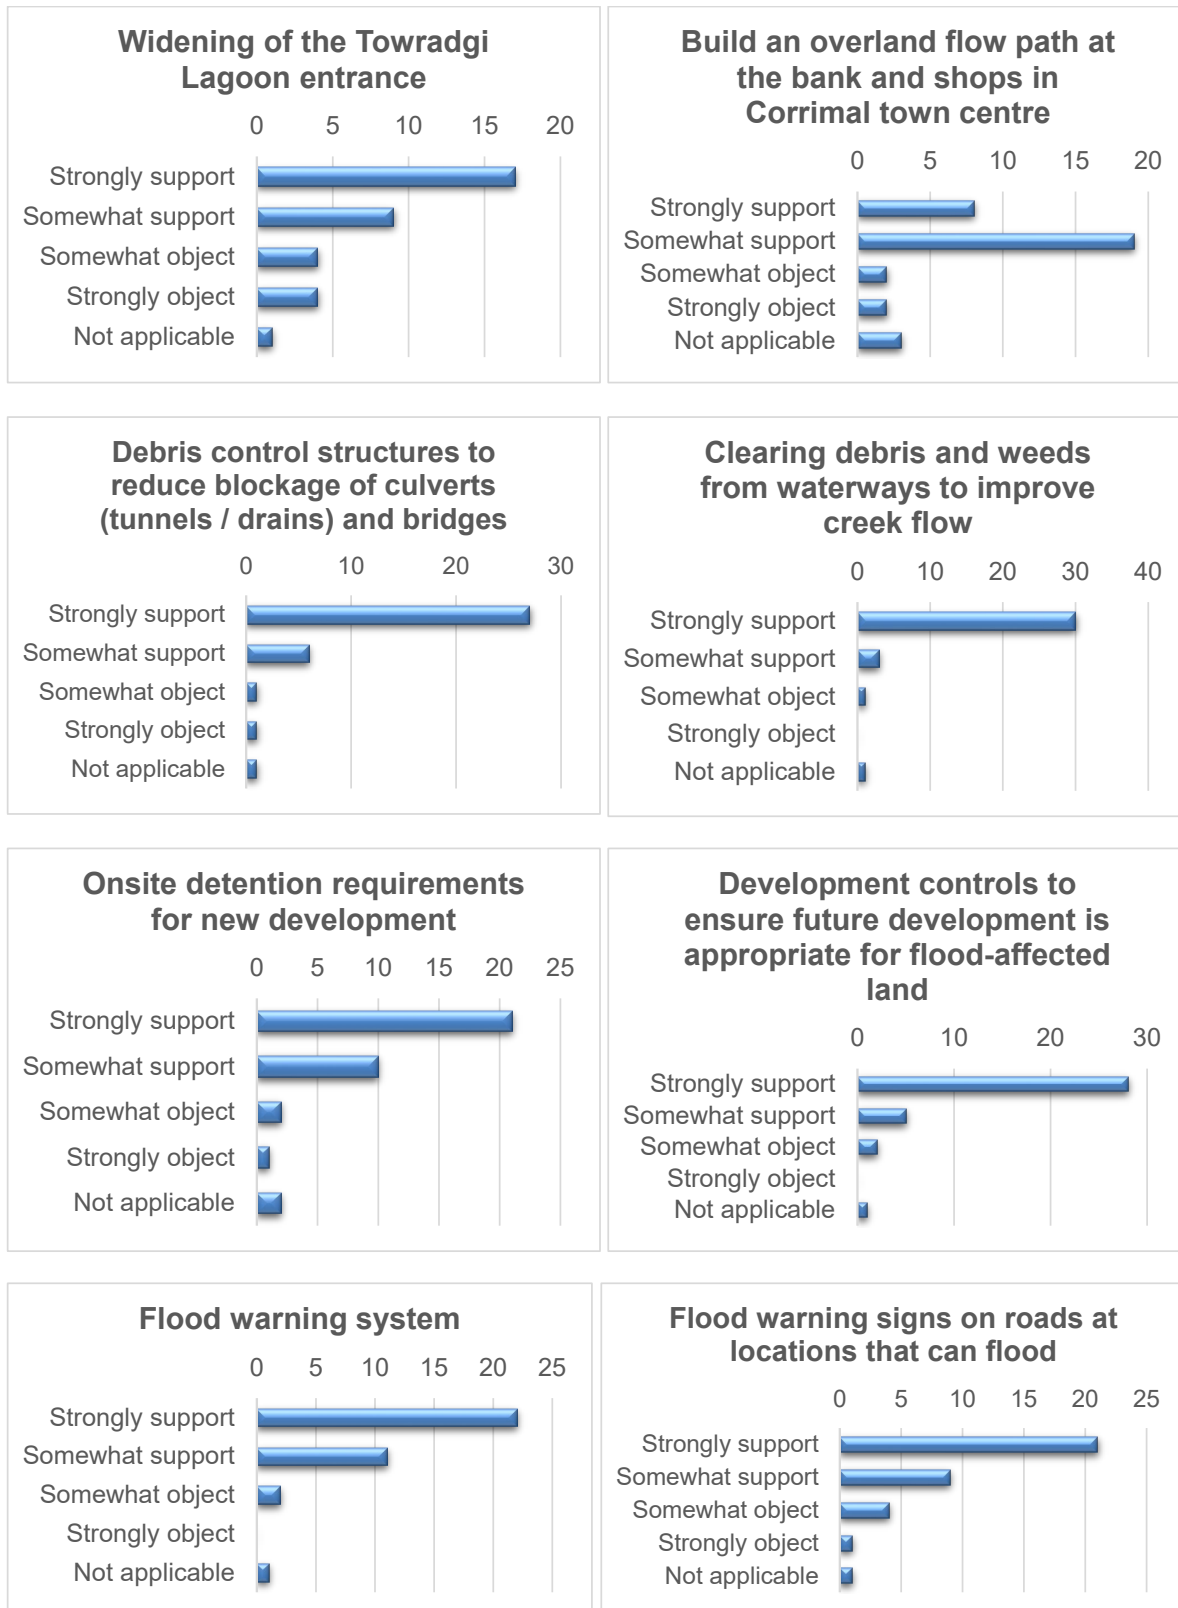 Widening of the Towradgi
Lagoon entrance
0 5 10 15 20
Strongly support
Somewhat support
Somewhat object
Strongly object
Not applicable
Build an overland flow path at
the bank and shops in
Corrimal town centre
0 5 10 15 20
Strongly support
Somewhat support
Somewhat object
Strongly object
Not applicable
Debris control structures to
reduce blockage of culverts
(tunnels / drains) and bridges
0 10 20 30
Strongly support
Somewhat support
Somewhat object
Strongly object
Not applicable
Clearing debris and weeds
from waterways to improve
creek flow
0 10 20 30 40
Strongly support
Somewhat support
Somewhat object
Strongly object
Not applicable
Onsite detention requirements
for new development
0 5 10 15 20 25
Strongly support
Somewhat support
Somewhat object
Strongly object
Not applicable
Development controls to
ensure future development is
appropriate for flood-affected
land
0 10 20 30
Strongly support
Somewhat support
Somewhat object
Strongly object
Not applicable
Flood warning system
0 5 10 15 20 25
Strongly support
Somewhat support
Somewhat object
Strongly object
Not applicable
Flood warning signs on roads at
locations that can flood
0 5 10 15 20 25
Strongly support
Somewhat support
Somewhat object
Strongly object
Not applicable